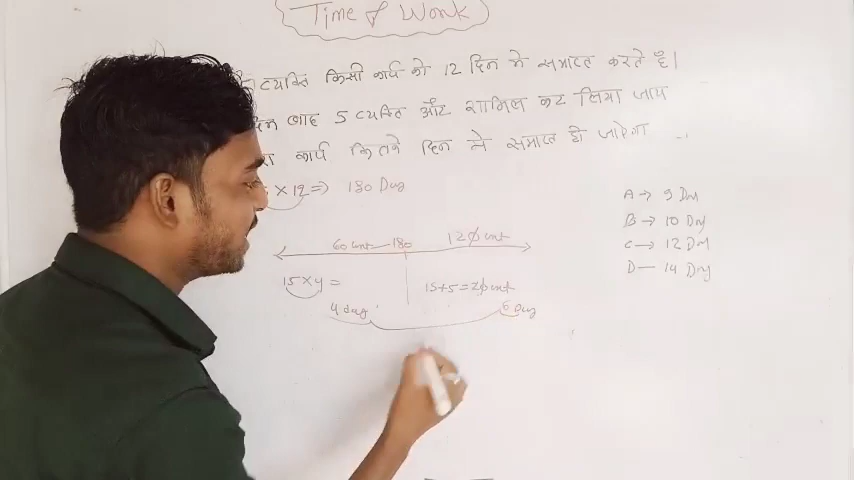 Time of Work
व्यक्ति किसी कार्य को 12 दिन मे समाप्त करते हैं।
बाद 5 व्यक्ति और शामिल कर लिया जाय
कार्य कितने दिन मे समाप्त हो जायेगा
× 12 => 180 Day
60 unt 180 120 unt
15 × 4 =
15+5 = 20 unt
4 day 6 Day
A → 9 Day
B → 10 Day
C → 12 Day
D — 14 Day